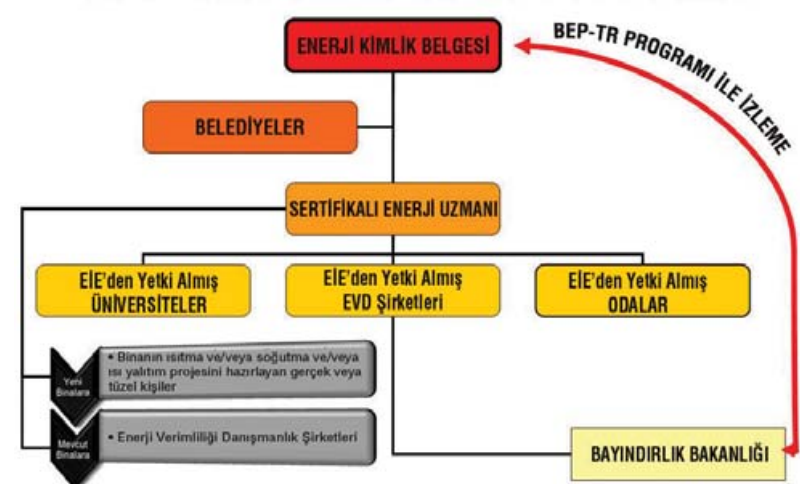 ENERJİ KİMLİK BELGESİ
BEP-TR PROGRAMI İLE İZLEME
BELEDİYELER
SERTİFİKALI ENERJİ UZMANI
EİE'den Yetki Almış
ÜNİVERSİTELER
EİE'den Yetki Almış
EVD Şirketleri
EİE'den Yetki Almış
ODALAR
Yeni
Binalara
• Binanın ısıtma ve/veya soğutma ve/veya
ısı yalıtım projesini hazırlayan gerçek veya
tüzel kişiler
Mevcut
Binalara
• Enerji Verimliliği Danışmanlık Şirketleri
BAYINDIRLIK BAKANLIĞI